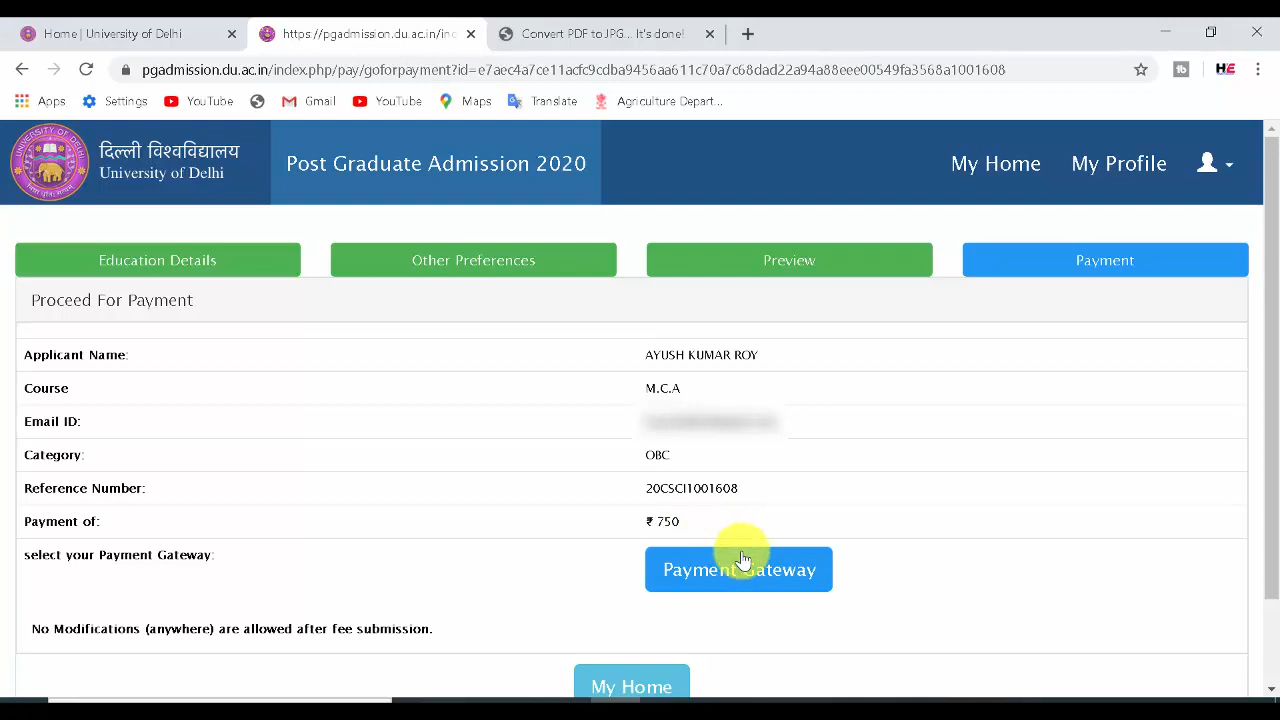 Home | University of Delhi
https://pgadmission.du.ac.in/inc
Convert PDF to JPG... It's done!
pgadmission.du.ac.in/index.php/pay/goforpayment?id=e7aec4a7ce11acfc9cdba9456aa611c70a7c68dad22a94a88eee00549fa3568a1001608
Apps Settings YouTube Gmail YouTube Maps Translate Agriculture Depart...
UNIVERSITY OF DELHI
दिल्ली विश्वविद्यालय
University of Delhi
Post Graduate Admission 2020
My Home My Profile
Education Details Other Preferences Preview Payment
Proceed For Payment
Applicant Name: AYUSH KUMAR ROY
Course M.C.A
Email ID:
Category: OBC
Reference Number: 20CSCI1001608
Payment of: ₹ 750
select your Payment Gateway: Payment Gateway
No Modifications (anywhere) are allowed after fee submission.
My Home